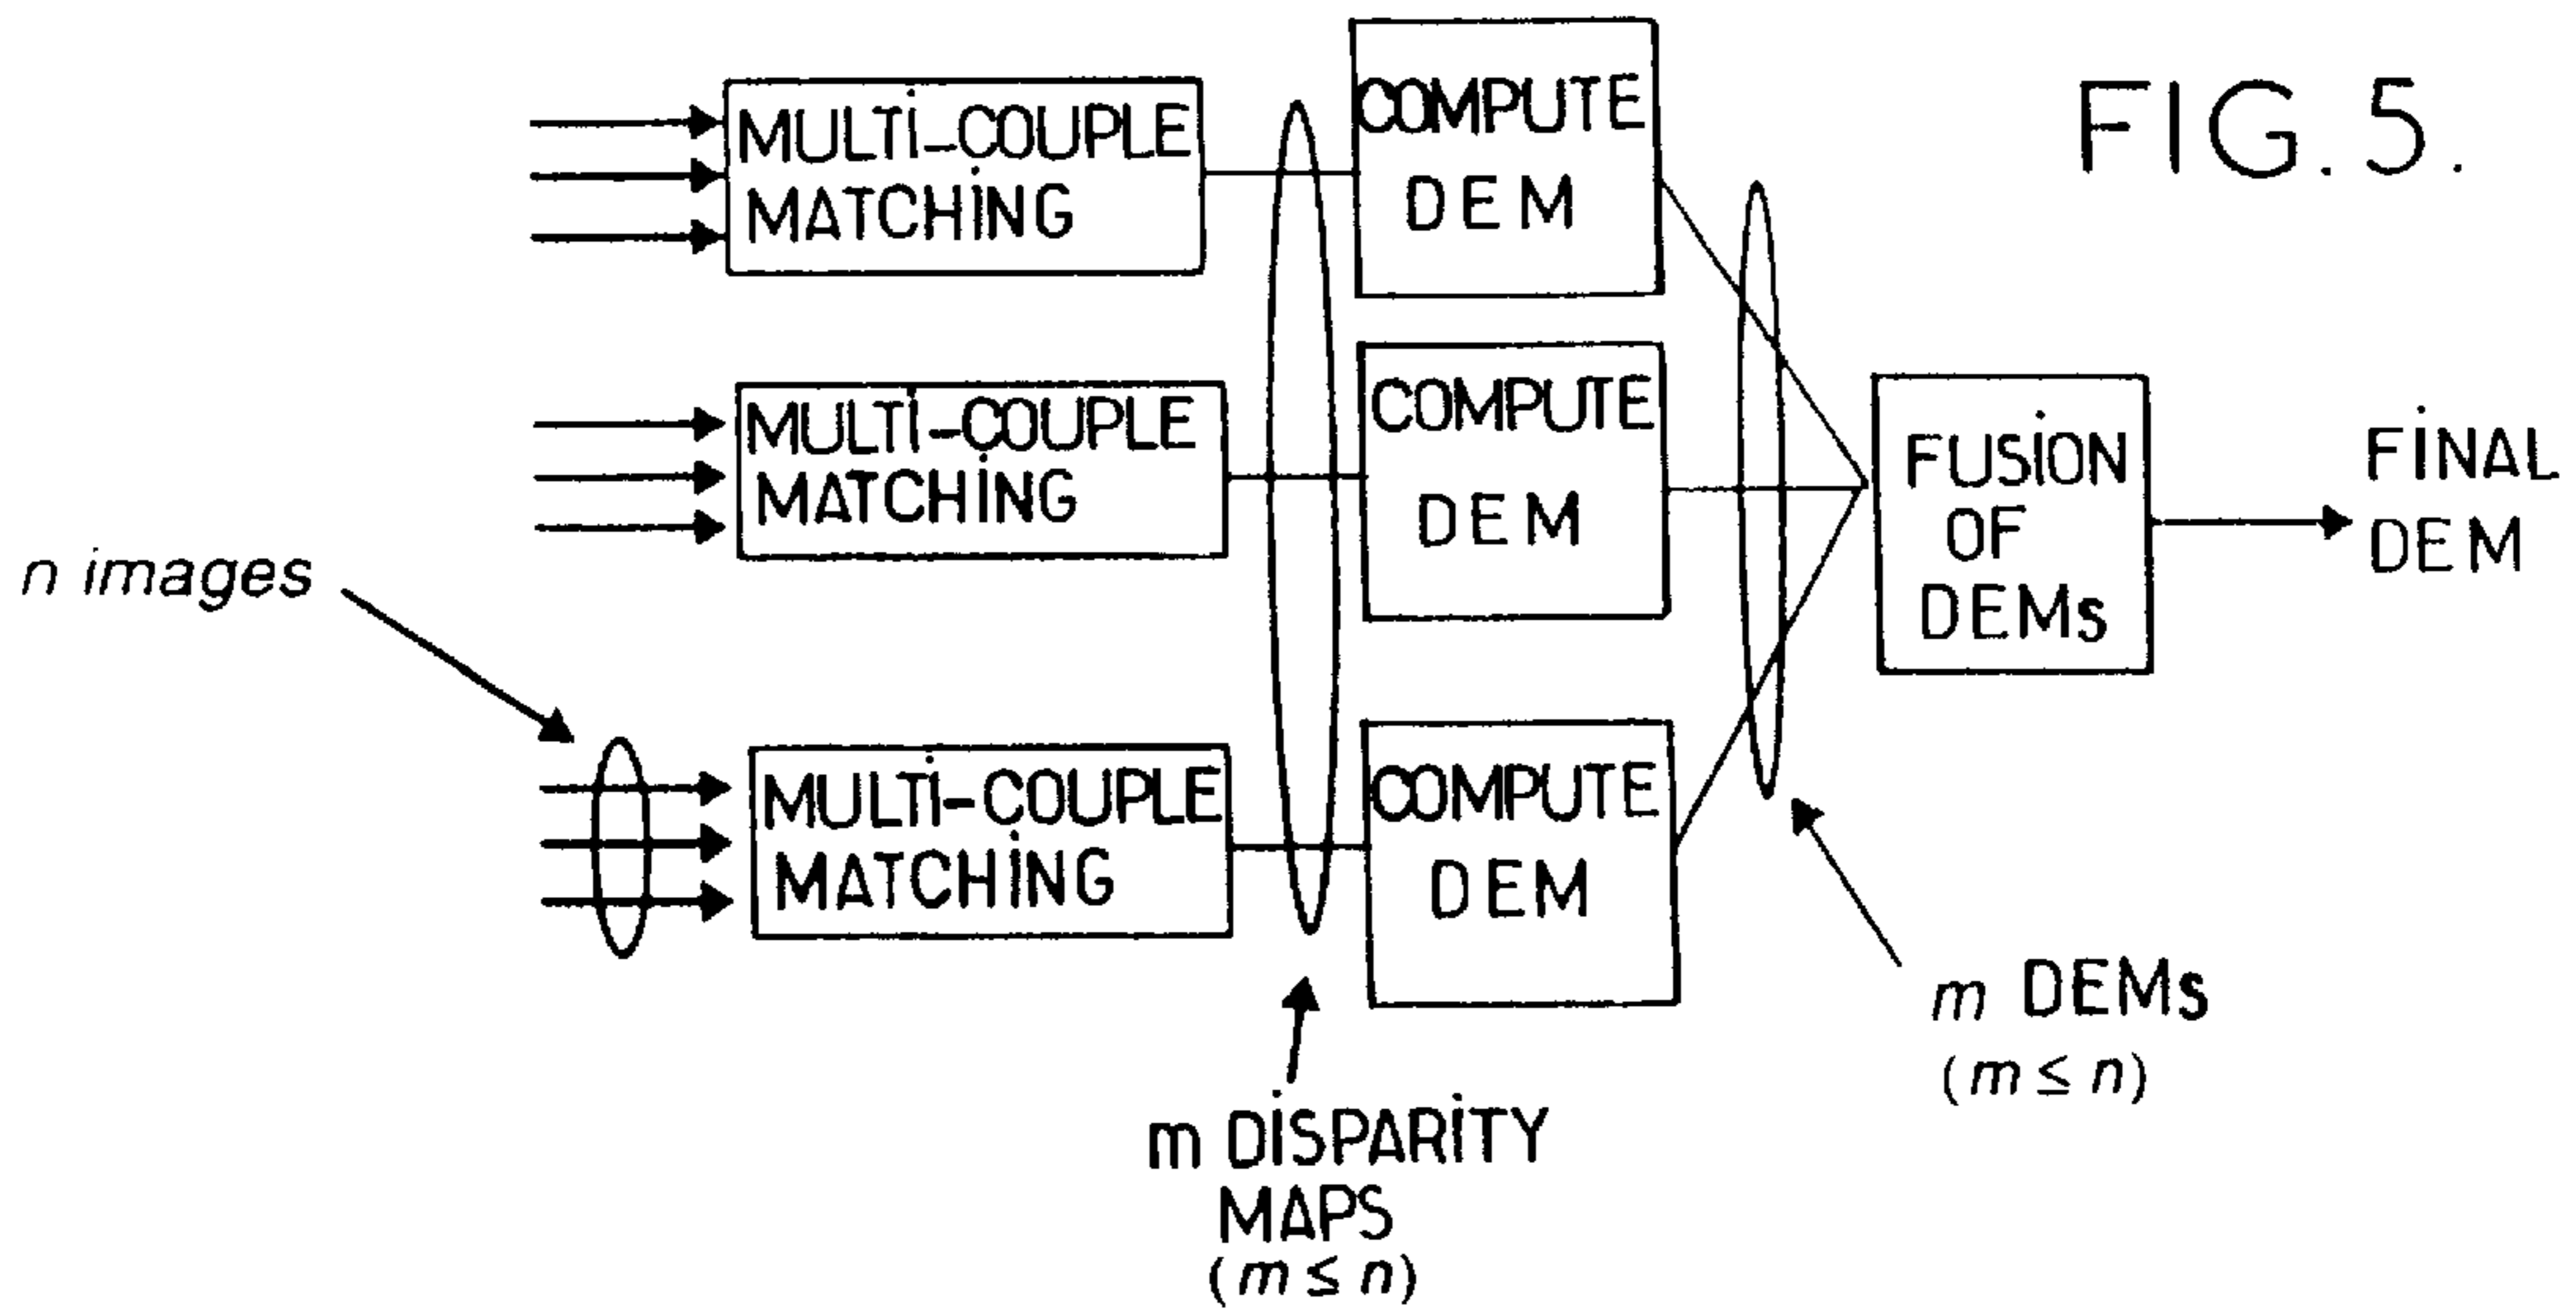 FIG. 5.
MULTi-COUPLE
MATCHiNG
COMPUTE
DEM
MULTi-COUPLE
MATCHiNG
COMPUTE
DEM
FUSiON
OF
DEMs
FiNAL
DEM
n images
MULTi-COUPLE
MATCHiNG
COMPUTE
DEM
m DEMs
(m ≤ n)
m DiSPARiTY
MAPS
(m ≤ n)